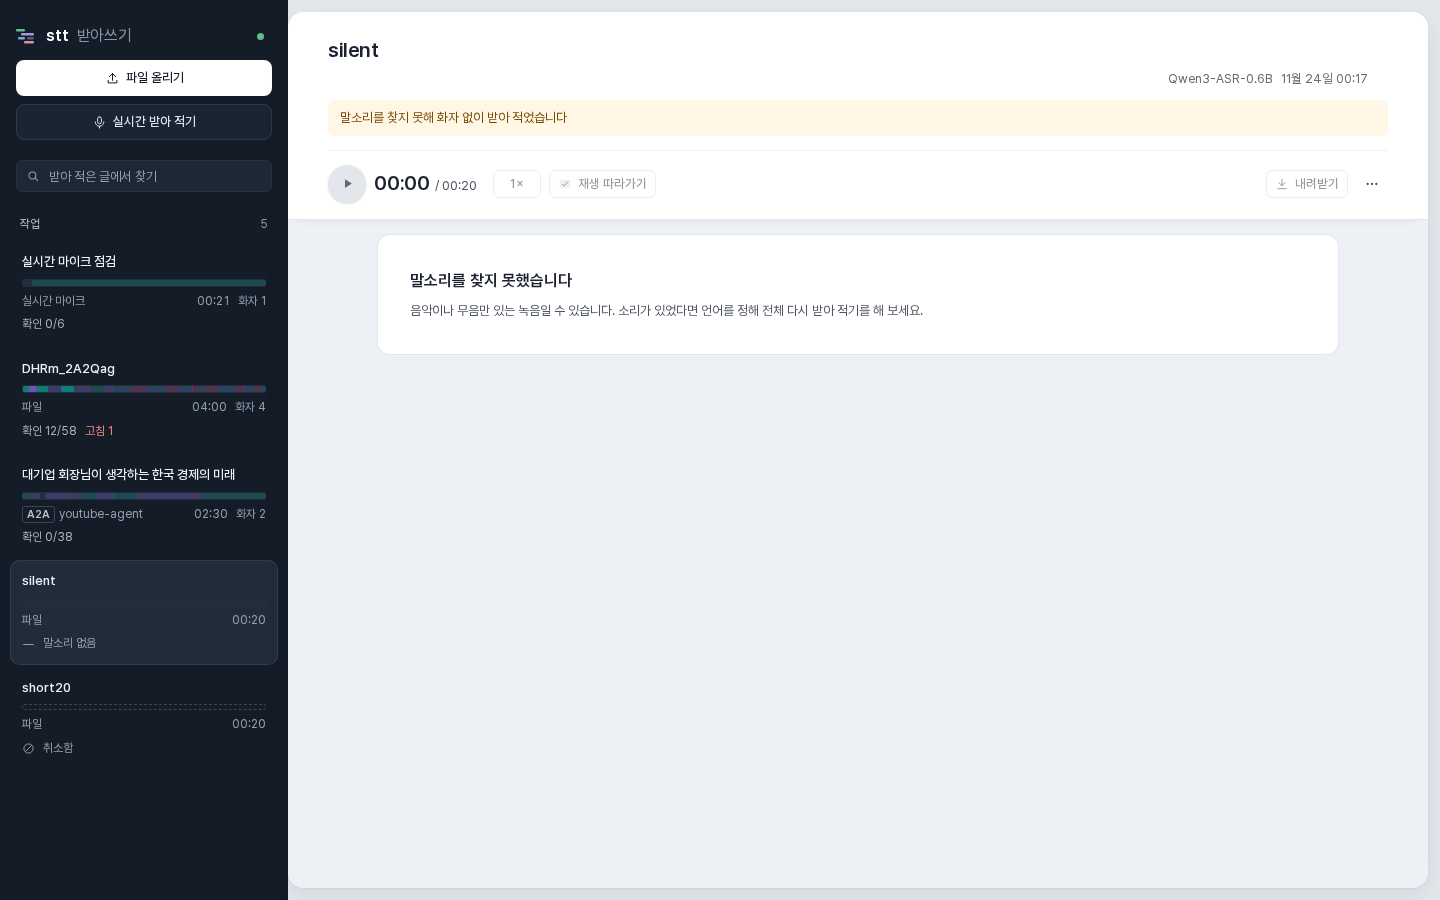 stt 받아쓰기
파일 올리기
실시간 받아 적기
받아 적은 글에서 찾기
작업 5
실시간 마이크 점검
실시간 마이크 00:21 화자 1
확인 0/6
DHRm_2A2Qag
파일 04:00 화자 4
확인 12/58 고침 1
대기업 회장님이 생각하는 한국 경제의 미래
A2A youtube-agent 02:30 화자 2
확인 0/38
silent
파일 00:20
말소리 없음
short20
파일 00:20
취소함
silent
Qwen3-ASR-0.6B 11월 24일 00:17
말소리를 찾지 못해 화자 없이 받아 적었습니다
00:00 / 00:20 1× 재생 따라가기 내려받기
말소리를 찾지 못했습니다
음악이나 무음만 있는 녹음일 수 있습니다. 소리가 있었다면 언어를 정해 전체 다시 받아 적기를 해 보세요.